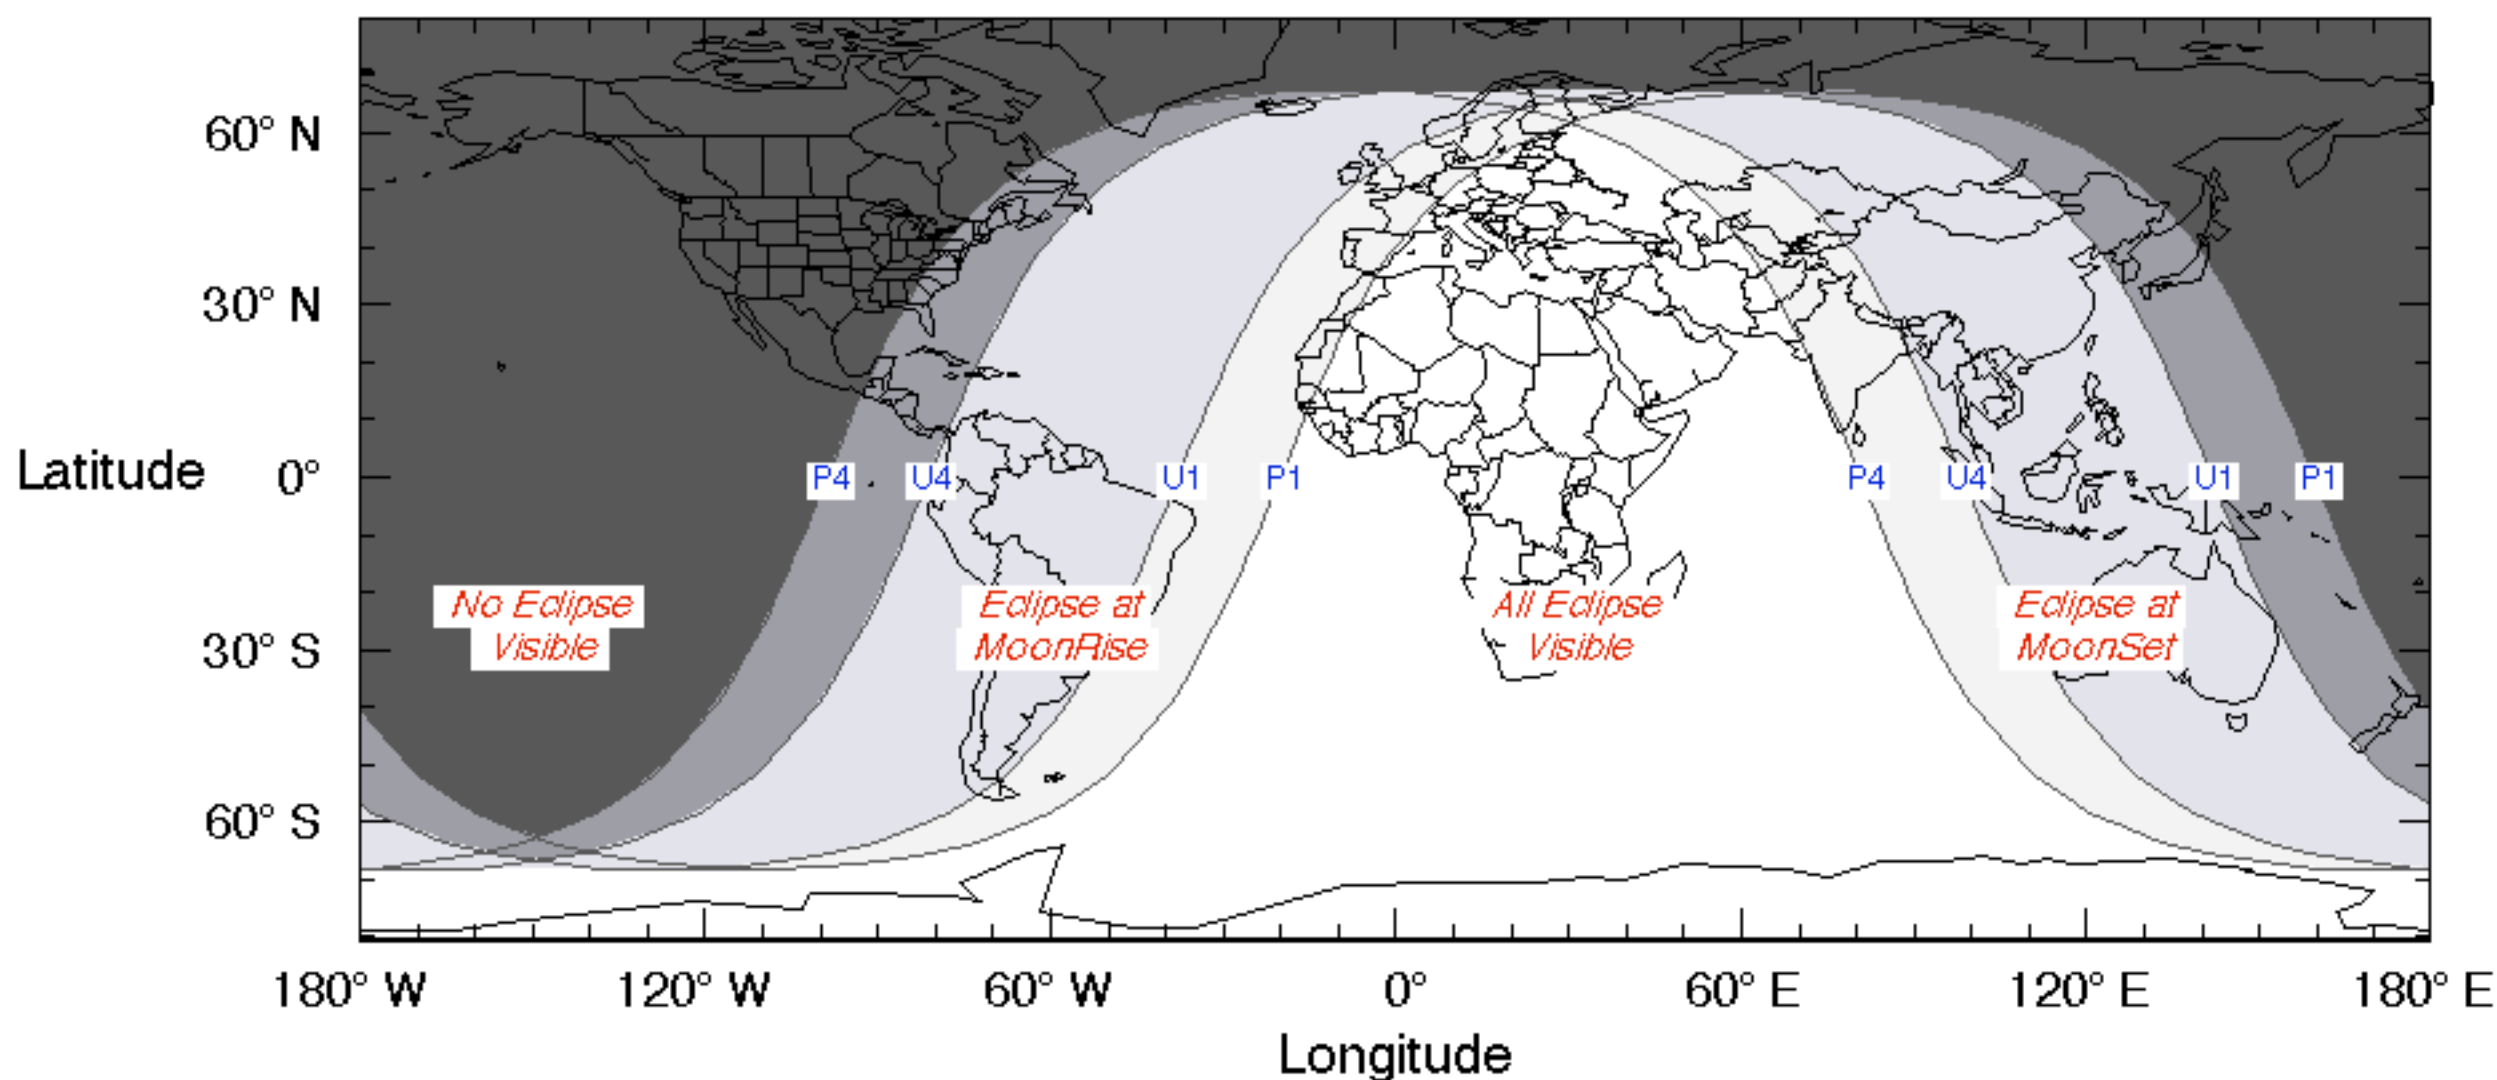 60° N
30° N
Latitude 0°
P4 U4 U1 P1 P4 U4 U1 P1
No Eclipse Visible
Eclipse at MoonRise
All Eclipse Visible
Eclipse at MoonSet
30° S
60° S
180° W 120° W 60° W 0° 60° E 120° E 180° E
Longitude